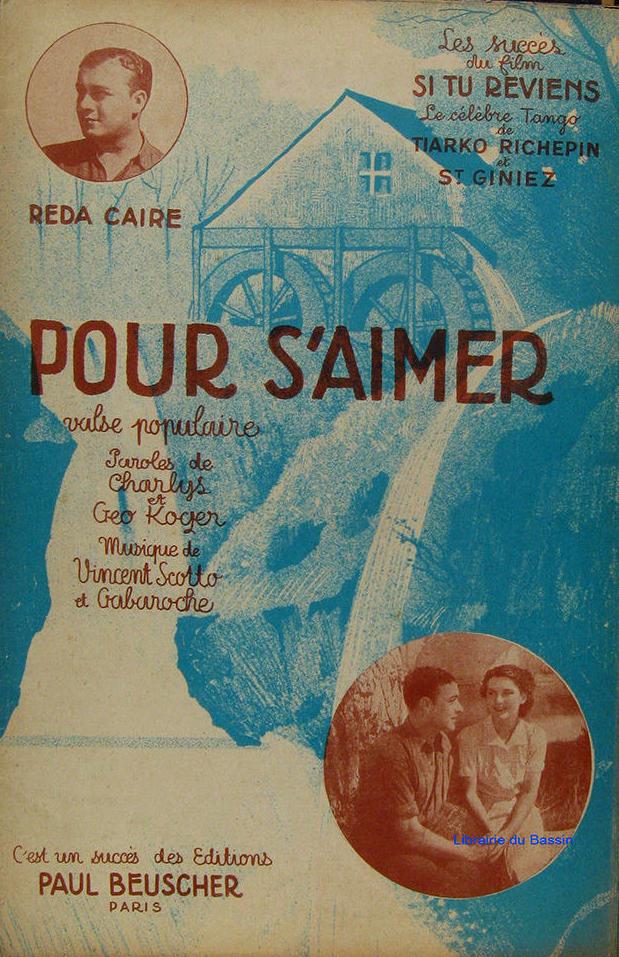 Les succès
du film
SI TU REVIENS
Le célèbre Tango
de
TIARKO RICHEPIN
et
ST GINIEZ
REDA CAIRE
POUR S'AIMER
valse populaire
Paroles de
Charlys
et
Geo Koger
Musique de
Vincent Scotto
et Gabaroche
Librairie du Bassin
C'est un succès des Editions
PAUL BEUSCHER
PARIS